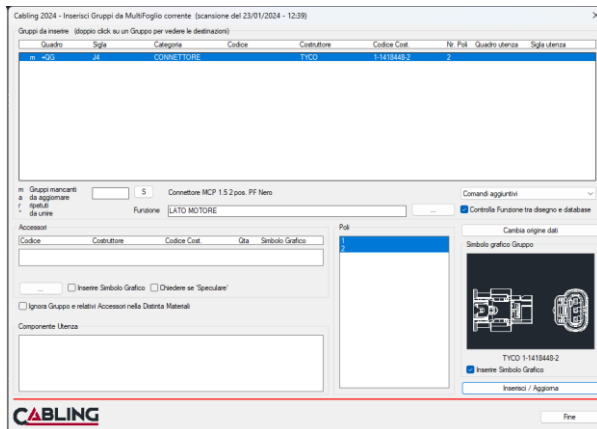 Cabling 2024 - Inserisci Gruppi da MultiFoglio corrente (scansione del 23/01/2024 - 12:39)
Gruppi da inserire (doppio click su un Gruppo per vedere le destinazioni)
Quadro Sigla Categoria Codice Costruttore Codice Cost. Nr. Poli Quadro utenza Sigla utenza
m =QG J4 CONNETTORE TYCO 1-1418448-2 2
m Gruppi mancanti
a da aggiornare
r ripetuti
* da unire
S
Connettore MCP 1.5 2 pos. PF Nero
Comandi aggiuntivi
Funzione LATO MOTORE ...
Controlla Funzione tra disegno e database
Accessori
Codice Costruttore Codice Cost. Qta Simbolo Grafico
... Inserire Simbolo Grafico Chiedere se 'Speculare'
Ignora Gruppo e relativi Accessori nella Distinta Materiali
Componente Utenza
Poli
1
2
Cambia origine dati
Simbolo grafico Gruppo
TYCO 1-1418448-2
Inserire Simbolo Grafico
Inserisci / Aggiorna
CABLING
Fine